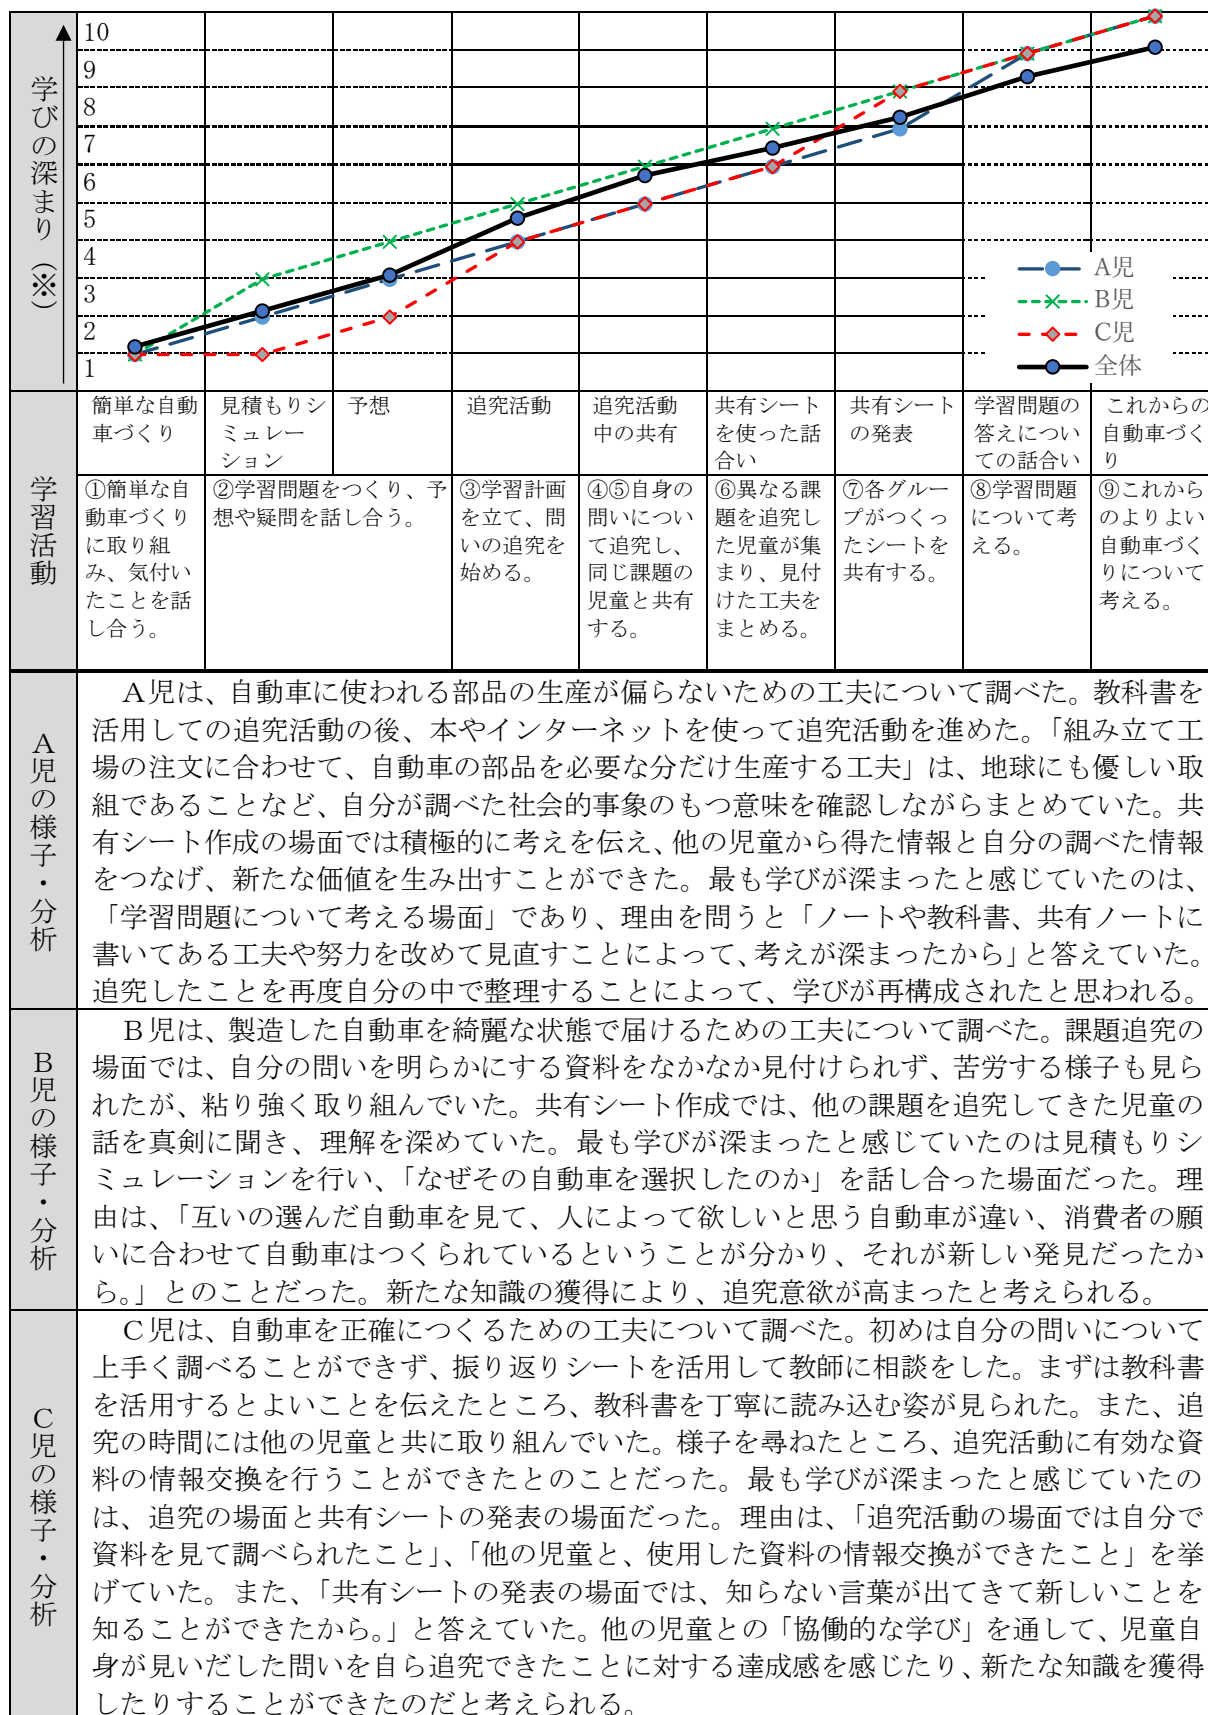 10
9
8
7
6
5
4
3
2
1
学びの深まり（※）
A児
B児
C児
全体
学習活動
簡単な自動
車づくり
見積もりシ
ミュレー
ション
予想
追究活動
追究活動
中の共有
共有シート
を使った話
合い
共有シート
の発表
学習問題の
答えについ
ての話合い
これからの
自動車づく
り
①簡単な自
動車づくり
に取り組
み、気付い
たことを話
し合う。
②学習問題をつくり、予
想や疑問を話し合う。
③学習計画
を立て、問
いの追究を
始める。
④⑤自身の
問いについ
て追究し、
同じ課題の
児童と共有
する。
⑥異なる課
題を追究し
た児童が集
まり、見付
けた工夫を
まとめる。
⑦各グルー
プがつくっ
たシートを
共有する。
⑧学習問題
について考
える。
⑨これから
のよりよい
自動車づく
りについて
考える。
A児の様子・分析
A児は、自動車に使われる部品の生産が偏らないための工夫について調べた。教科書を
活用しての追究活動の後、本やインターネットを使って追究活動を進めた。「組み立て工
場の注文に合わせて、自動車の部品を必要な分だけ生産する工夫」は、地球にも優しい取
組であることなど、自分が調べた社会的事象のもつ意味を確認しながらまとめていた。共
有シート作成の場面では積極的に考えを伝え、他の児童から得た情報と自分の調べた情報
をつなげ、新たな価値を生み出すことができた。最も学びが深まったと感じていたのは、
「学習問題について考える場面」であり、理由を問うと「ノートや教科書、共有ノートに
書いてある工夫や努力を改めて見直すことによって、考えが深まったから」と答えていた。
追究したことを再度自分の中で整理することによって、学びが再構成されたと思われる。
B児の様子・分析
B児は、製造した自動車を綺麗な状態で届けるための工夫について調べた。課題追究の
場面では、自分の問いを明らかにする資料をなかなか見付けられず、苦労する様子も見ら
れたが、粘り強く取り組んでいた。共有シート作成では、他の課題を追究してきた児童の
話を真剣に聞き、理解を深めていた。最も学びが深まったと感じていたのは見積もりシ
ミュレーションを行い、「なぜその自動車を選択したのか」を話し合った場面だった。理
由は、「互いの選んだ自動車を見て、人によって欲しいと思う自動車が違い、消費者の願
いに合わせて自動車はつくられているということが分かり、それが新しい発見だったか
ら。」とのことだった。新たな知識の獲得により、追究意欲が高まったと考えられる。
C児の様子・分析
C児は、自動車を正確につくるための工夫について調べた。初めは自分の問いについて
上手く調べることができず、振り返りシートを活用して教師に相談をした。まずは教科書
を活用するとよいことを伝えたところ、教科書を丁寧に読み込む姿が見られた。また、追
究の時間には他の児童と共に取り組んでいた。様子を尋ねたところ、追究活動に有効な資
料の情報交換を行うことができたとのことだった。最も学びが深まったと感じていたの
は、追究の場面と共有シートの発表の場面だった。理由は、「追究活動の場面では自分で
資料を見て調べられたこと」、「他の児童と、使用した資料の情報交換ができたこと」を挙
げていた。また、「共有シートの発表の場面では、知らない言葉が出てきて新しいことを
知ることができたから。」と答えていた。他の児童との「協働的な学び」を通して、児童自
身が見いだした問いを自ら追究できたことに対する達成感を感じたり、新たな知識を獲得
したりすることができたのだと考えられる。